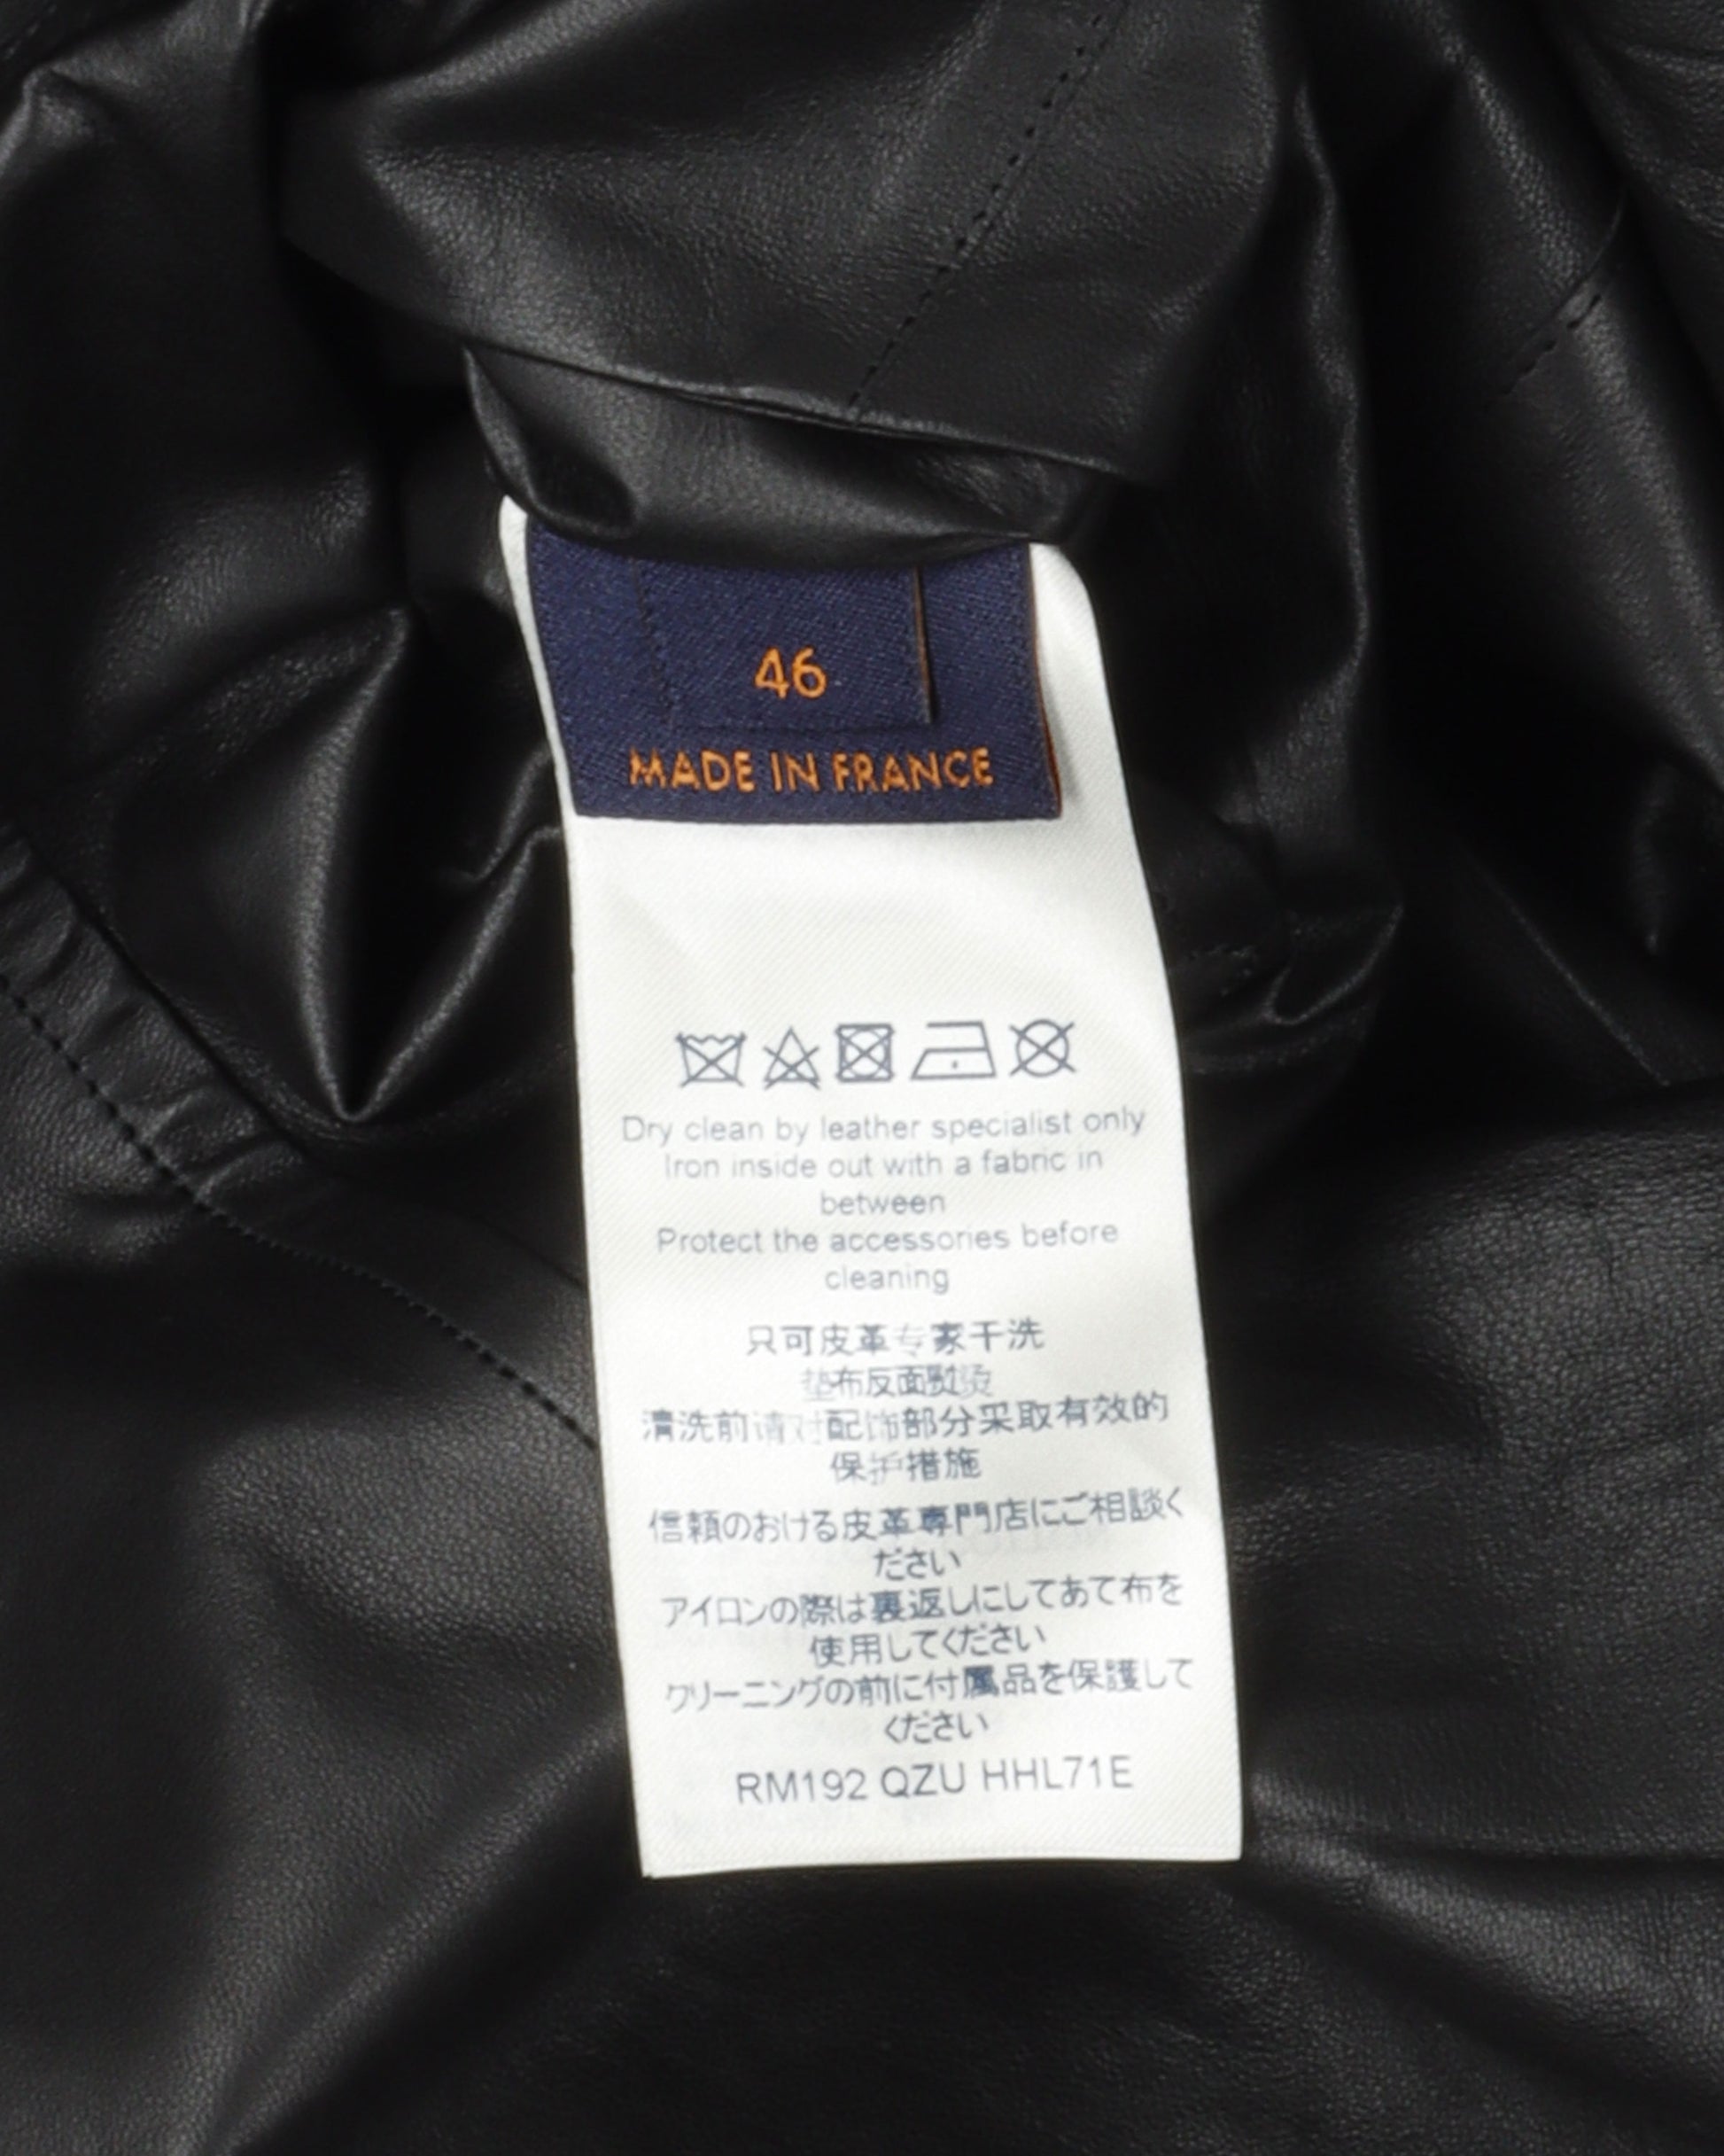 46
MADE IN FRANCE
Dry clean by leather specialist only
Iron inside out with a fabric in
between
Protect the accessories before
cleaning
只可皮革专家干洗
垫布反面熨烫
清洗前请对配饰部分采取有效的
保护措施
信頼のおける皮革専門店にご相談く
ださい
アイロンの際は裏返しにしてあて布を
使用してください
クリーニングの前に付属品を保護して
ください
RM192 QZU HHL71E